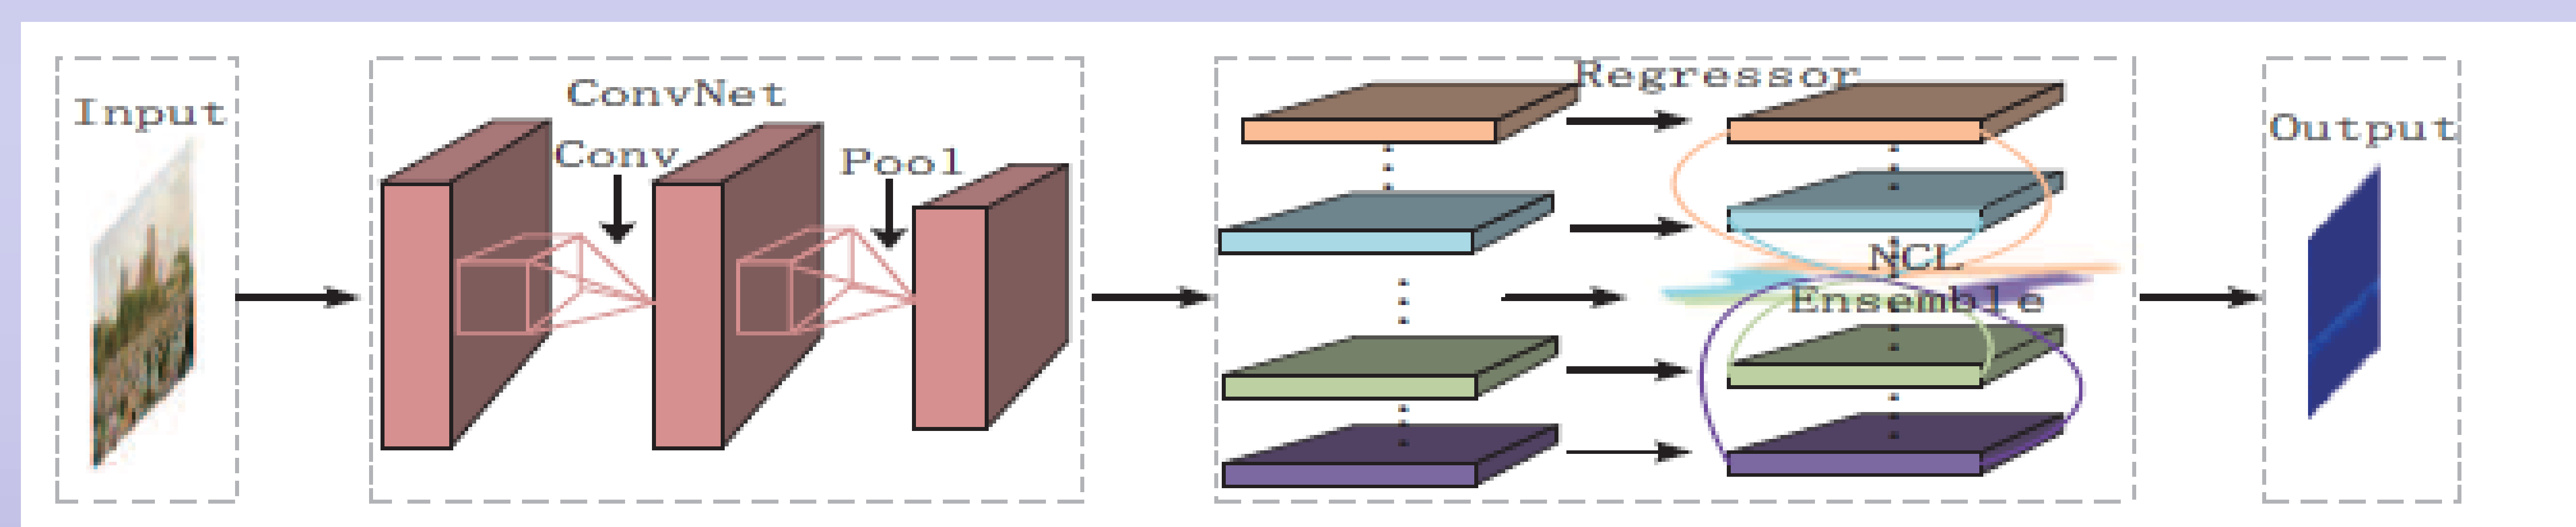 Input
ConvNet
Conv
Pool
Regressor
NCL
Ensemble
Output